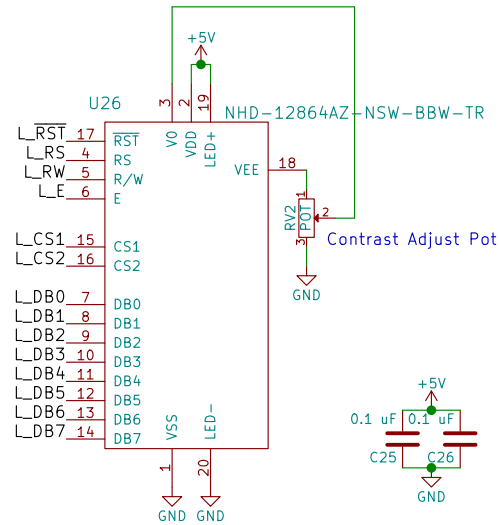 +5V
U26
3
2
19
NHD-12864AZ-NSW-BBW-TR
V0
VDD
LED+
L_RST 17 RST
L_RS 4 RS
L_RW 5 R/W
L_E 6 E
VEE 18
1
RV2 POT 2
3
Contrast Adjust Pot
GND
L_CS1 15 CS1
L_CS2 16 CS2
L_DB0 7 DB0
L_DB1 8 DB1
L_DB2 9 DB2
L_DB3 10 DB3
L_DB4 11 DB4
L_DB5 12 DB5
L_DB6 13 DB6
L_DB7 14 DB7
VSS
LED-
1
20
GND GND
+5V
0.1 uF 0.1 uF
C25 C26
GND